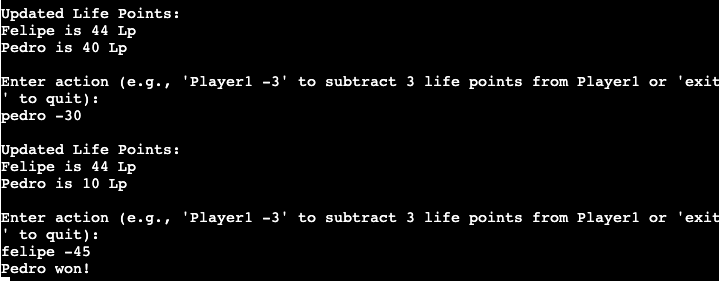 Updated Life Points:
Felipe is 44 Lp
Pedro is 40 Lp
Enter action (e.g., 'Player1 -3' to subtract 3 life points from Player1 or 'exit
' to quit):
pedro -30
Updated Life Points:
Felipe is 44 Lp
Pedro is 10 Lp
Enter action (e.g., 'Player1 -3' to subtract 3 life points from Player1 or 'exit
' to quit):
felipe -45
Pedro won!